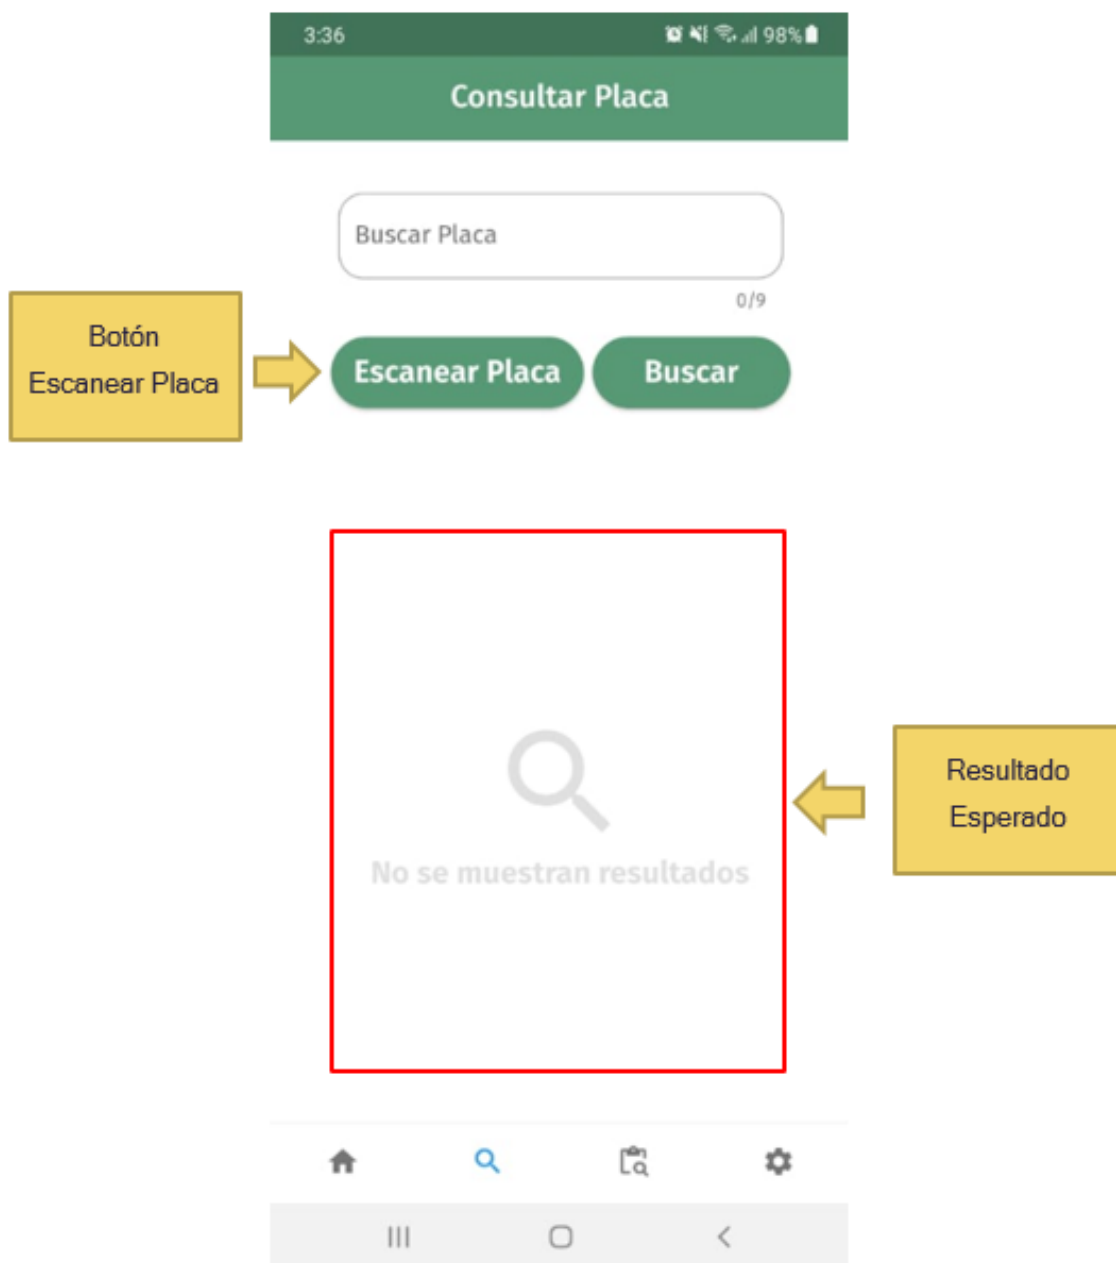 3:36
98%
Consultar Placa
Buscar Placa
0/9
Botón
Escanear Placa
Escanear Placa
Buscar
No se muestran resultados
Resultado
Esperado